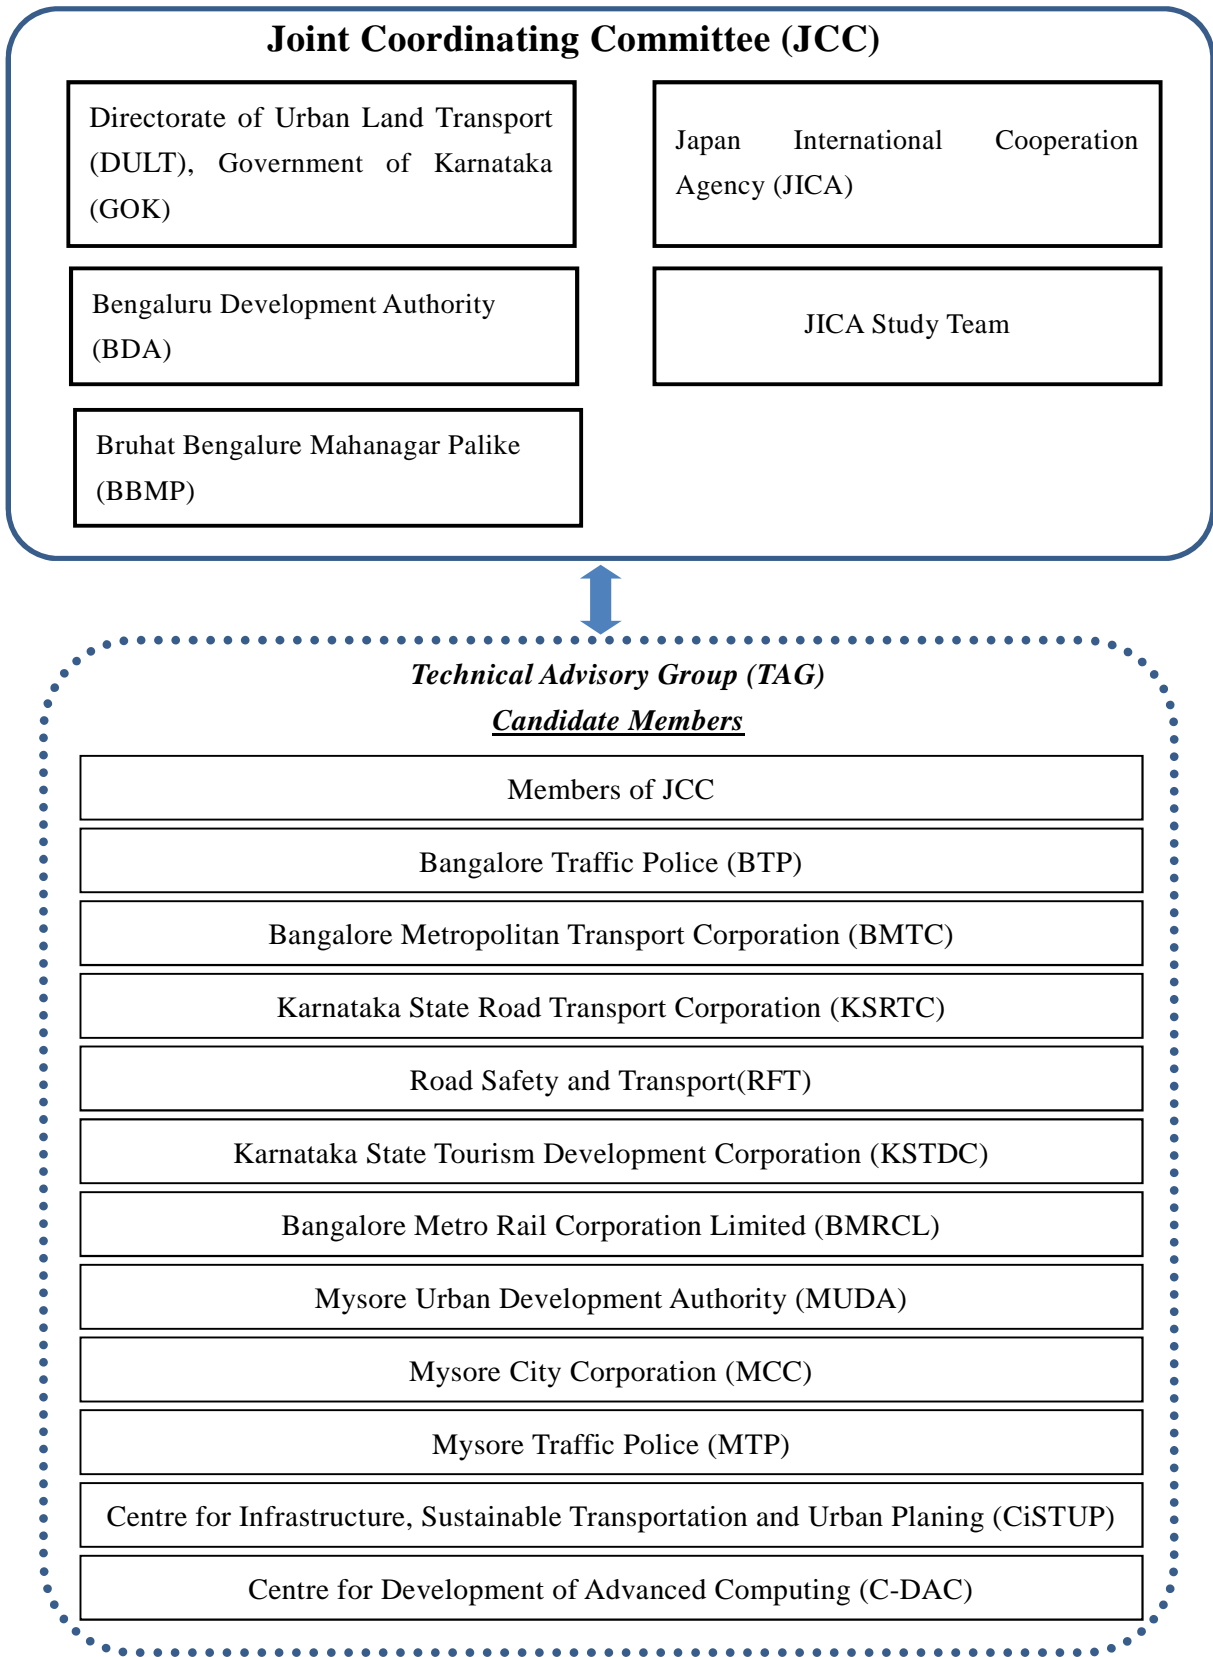 Joint Coordinating Committee (JCC)
Directorate of Urban Land Transport
(DULT), Government of Karnataka
(GOK)
Japan International Cooperation
Agency (JICA)
Bengaluru Development Authority
(BDA)
JICA Study Team
Bruhat Bengalure Mahanagar Palike
(BBMP)
Technical Advisory Group (TAG)
Candidate Members
Members of JCC
Bangalore Traffic Police (BTP)
Bangalore Metropolitan Transport Corporation (BMTC)
Karnataka State Road Transport Corporation (KSRTC)
Road Safety and Transport(RFT)
Karnataka State Tourism Development Corporation (KSTDC)
Bangalore Metro Rail Corporation Limited (BMRCL)
Mysore Urban Development Authority (MUDA)
Mysore City Corporation (MCC)
Mysore Traffic Police (MTP)
Centre for Infrastructure, Sustainable Transportation and Urban Planing (CiSTUP)
Centre for Development of Advanced Computing (C-DAC)